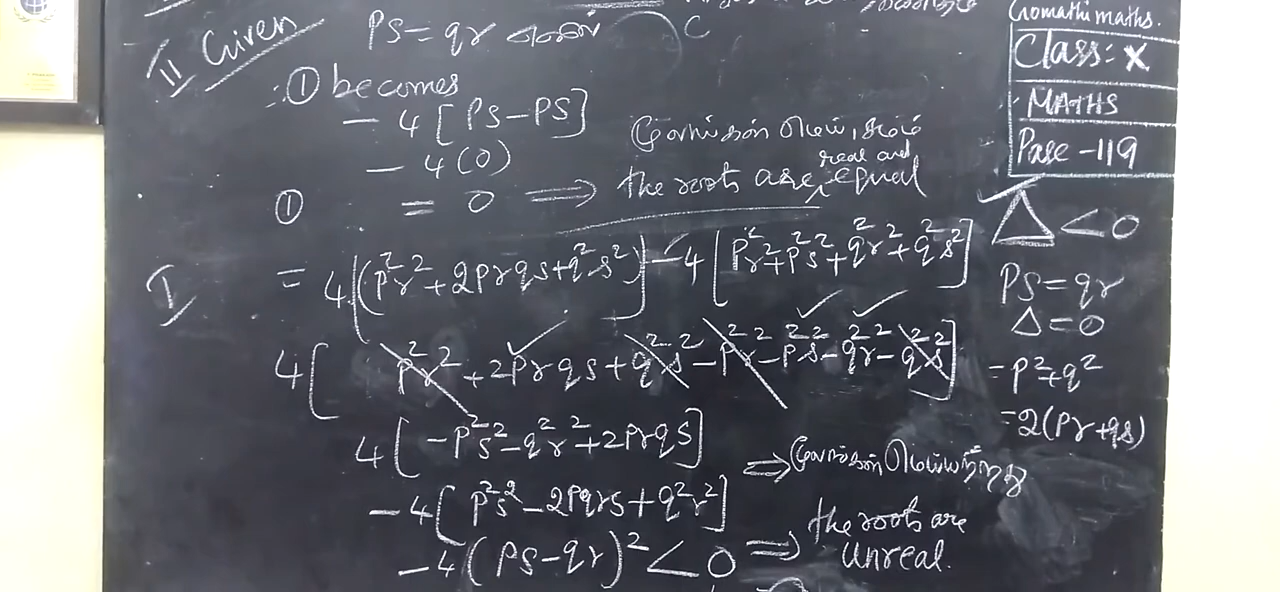 Gomathi maths.
Class: X
MATHS
Page -119
II Given PS = qr எனில்
∴ ① becomes
- 4[PS-PS]
- 4(0)
① = 0 ⟹ the roots are real and equal
I = 4[(p²r²+2prqs+q²s²)] - 4[p²r²+p²s²+q²r²+q²s²]
4[p²r²+2prqs+q²s²-p²r²-p²s²-q²r²-q²s²]
4[-p²s²-q²r²+2prqs]
-4[p²s²-2pqrs+q²r²]
-4(ps-qr)² < 0 ⟹ the roots are unreal.
Δ < 0
PS = qr
Δ = 0
= p²+q²
= 2(pr+qs)